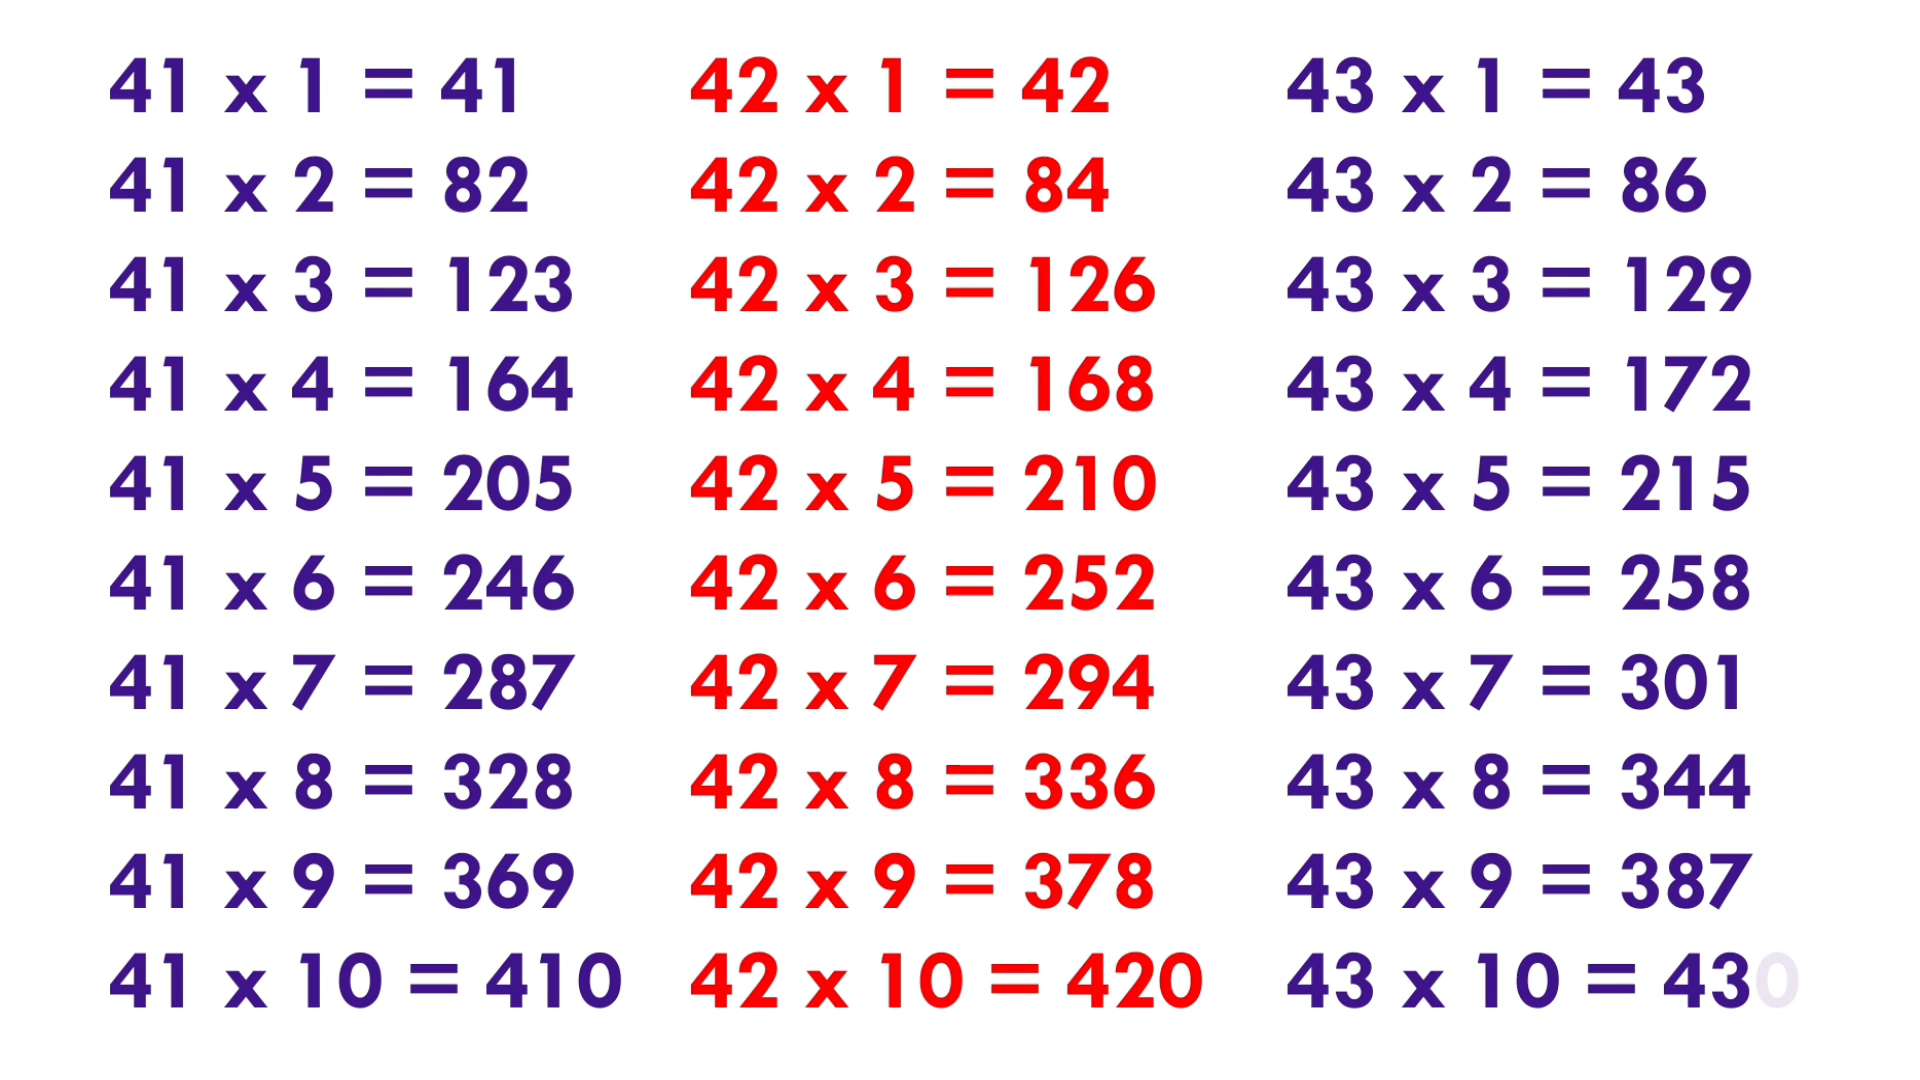 41 x 1 = 41
41 x 2 = 82
41 x 3 = 123
41 x 4 = 164
41 x 5 = 205
41 x 6 = 246
41 x 7 = 287
41 x 8 = 328
41 x 9 = 369
41 x 10 = 410
42 x 1 = 42
42 x 2 = 84
42 x 3 = 126
42 x 4 = 168
42 x 5 = 210
42 x 6 = 252
42 x 7 = 294
42 x 8 = 336
42 x 9 = 378
42 x 10 = 420
43 x 1 = 43
43 x 2 = 86
43 x 3 = 129
43 x 4 = 172
43 x 5 = 215
43 x 6 = 258
43 x 7 = 301
43 x 8 = 344
43 x 9 = 387
43 x 10 = 430